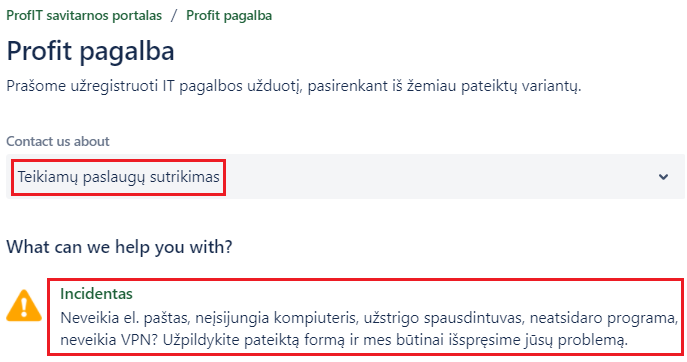 ProfIT savitarnos portalas / Profit pagalba
Profit pagalba
Prašome užregistruoti IT pagalbos užduotį, pasirenkant iš žemiau pateiktų variantų.
Contact us about
Teikiamų paslaugų sutrikimas
What can we help you with?
Incidentas
Neveikia el. paštas, neįsijungia kompiuteris, užstrigo spausdintuvas, neatsidaro programa,
neveikia VPN? Užpildykite pateiktą formą ir mes būtinai išspręsime jūsų problemą.